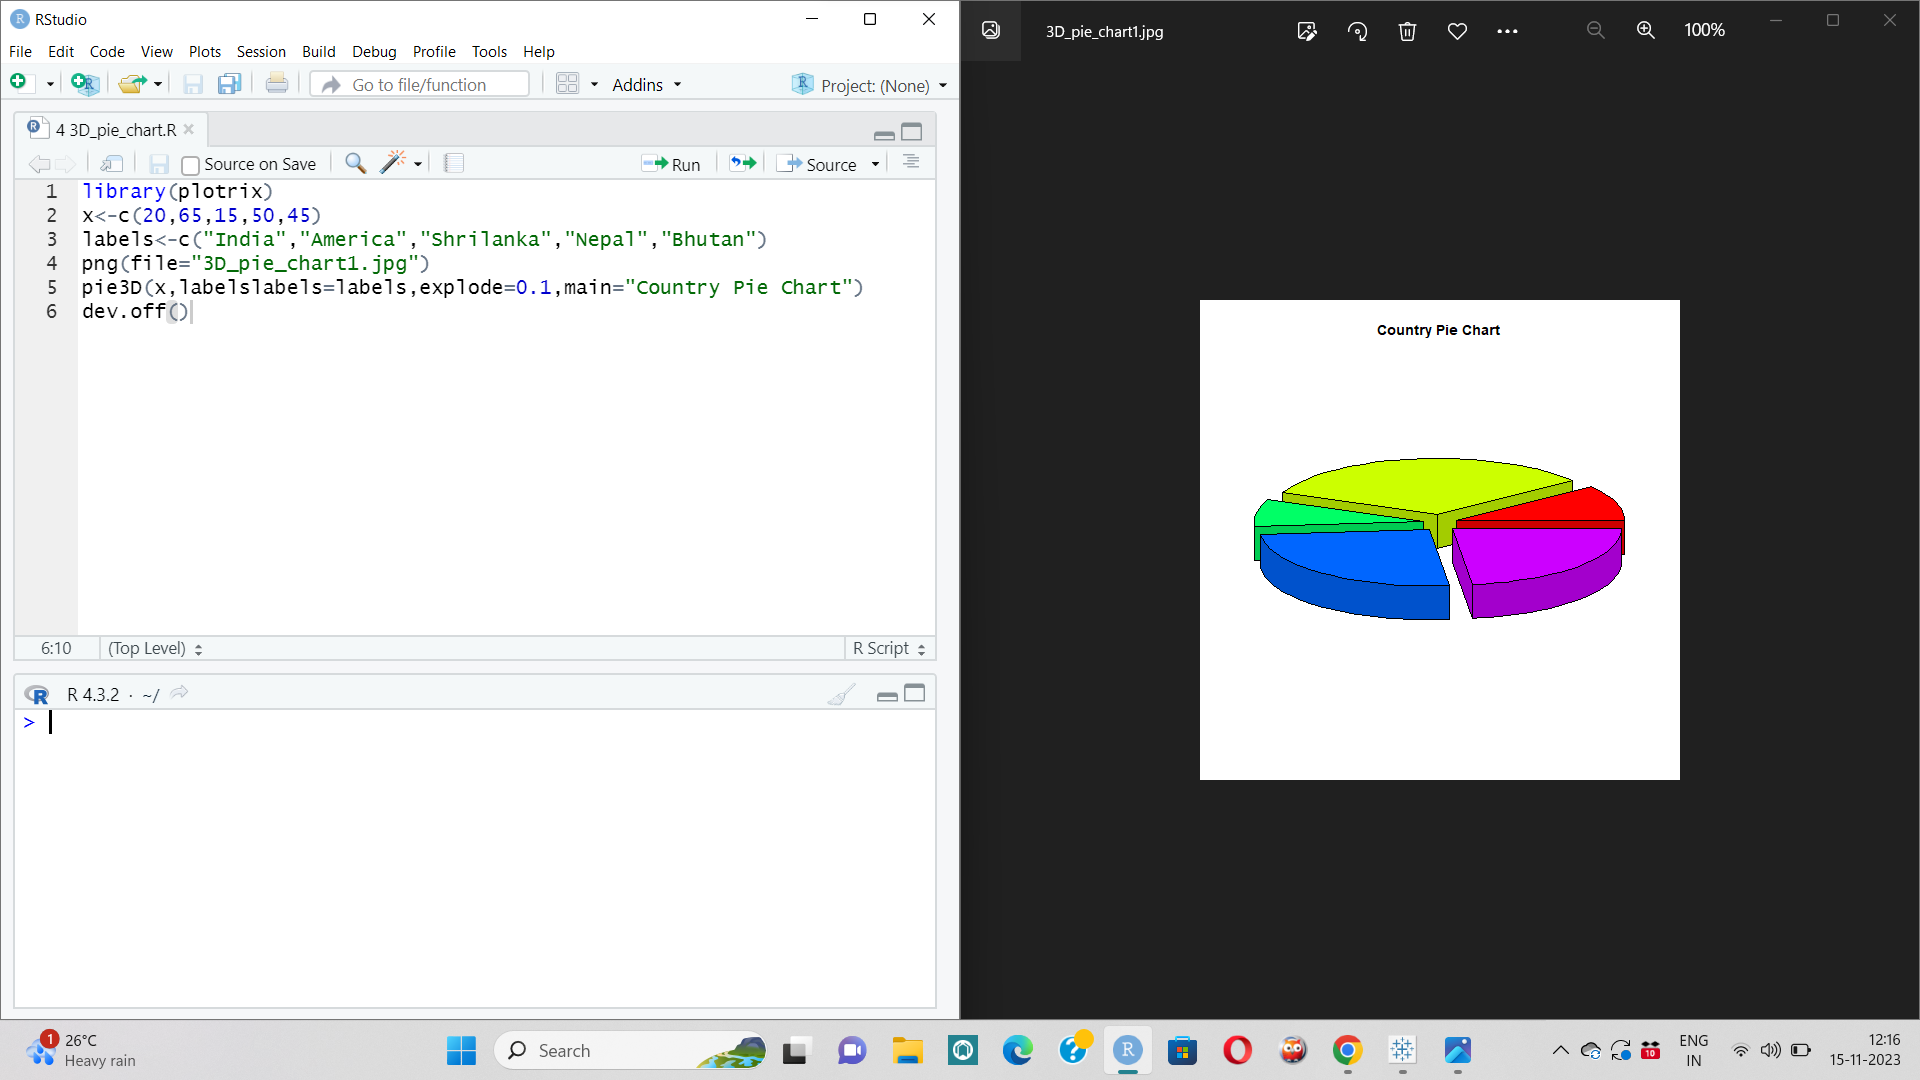 RStudio
File Edit Code View Plots Session Build Debug Profile Tools Help
Go to file/function Addins Project: (None)
4 3D_pie_chart.R
Source on Save Run Source
1 library(plotrix)
2 x<-c(20,65,15,50,45)
3 labels<-c("India","America","Shrilanka","Nepal","Bhutan")
4 png(file="3D_pie_chart1.jpg")
5 pie3D(x,labelslabels=labels,explode=0.1,main="Country Pie Chart")
6 dev.off()
6:10 (Top Level) R Script
R 4.3.2 · ~/
>
3D_pie_chart1.jpg 100%
Country Pie Chart
1 26°C
Heavy rain
Search
10
ENG
IN
12:16
15-11-2023